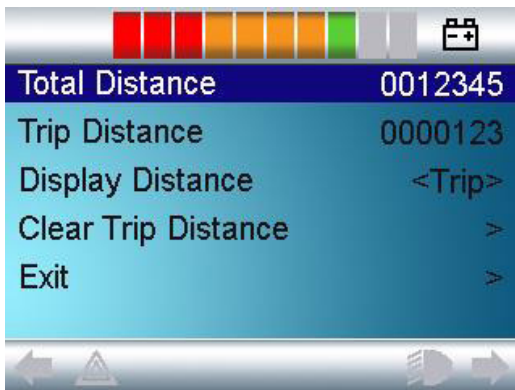 Total Distance 0012345
Trip Distance 0000123
Display Distance <Trip>
Clear Trip Distance >
Exit >